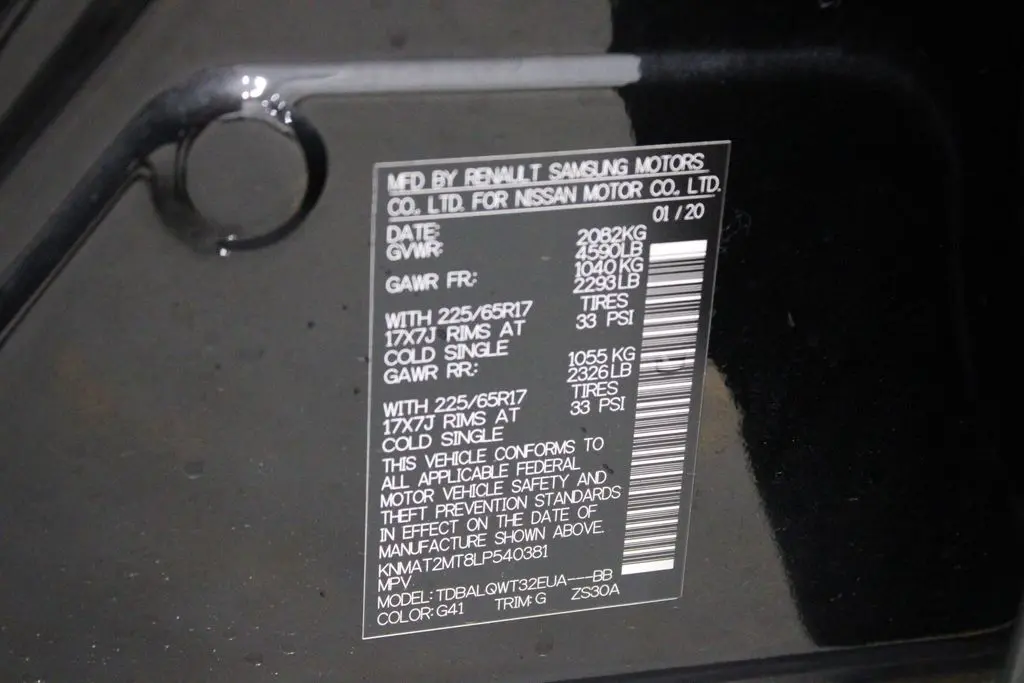 MFD BY RENAULT SAMSUNG MOTORS
CO., LTD. FOR NISSAN MOTOR CO., LTD.
DATE: 01/20
GVWR: 2082KG
4590LB
GAWR FR: 1040KG
2293LB
WITH 225/65R17 TIRES
17X7J RIMS AT 33 PSI
COLD SINGLE
GAWR RR: 1055 KG
2326LB
WITH 225/65R17 TIRES
17X7J RIMS AT 33 PSI
COLD SINGLE
THIS VEHICLE CONFORMS TO
ALL APPLICABLE FEDERAL
MOTOR VEHICLE SAFETY AND
THEFT PREVENTION STANDARDS
IN EFFECT ON THE DATE OF
MANUFACTURE SHOWN ABOVE.
KNMAT2MT8LP540381
MPV
MODEL: TDBALQWT32EUA---BB
COLOR: G41 TRIM: G ZS30A